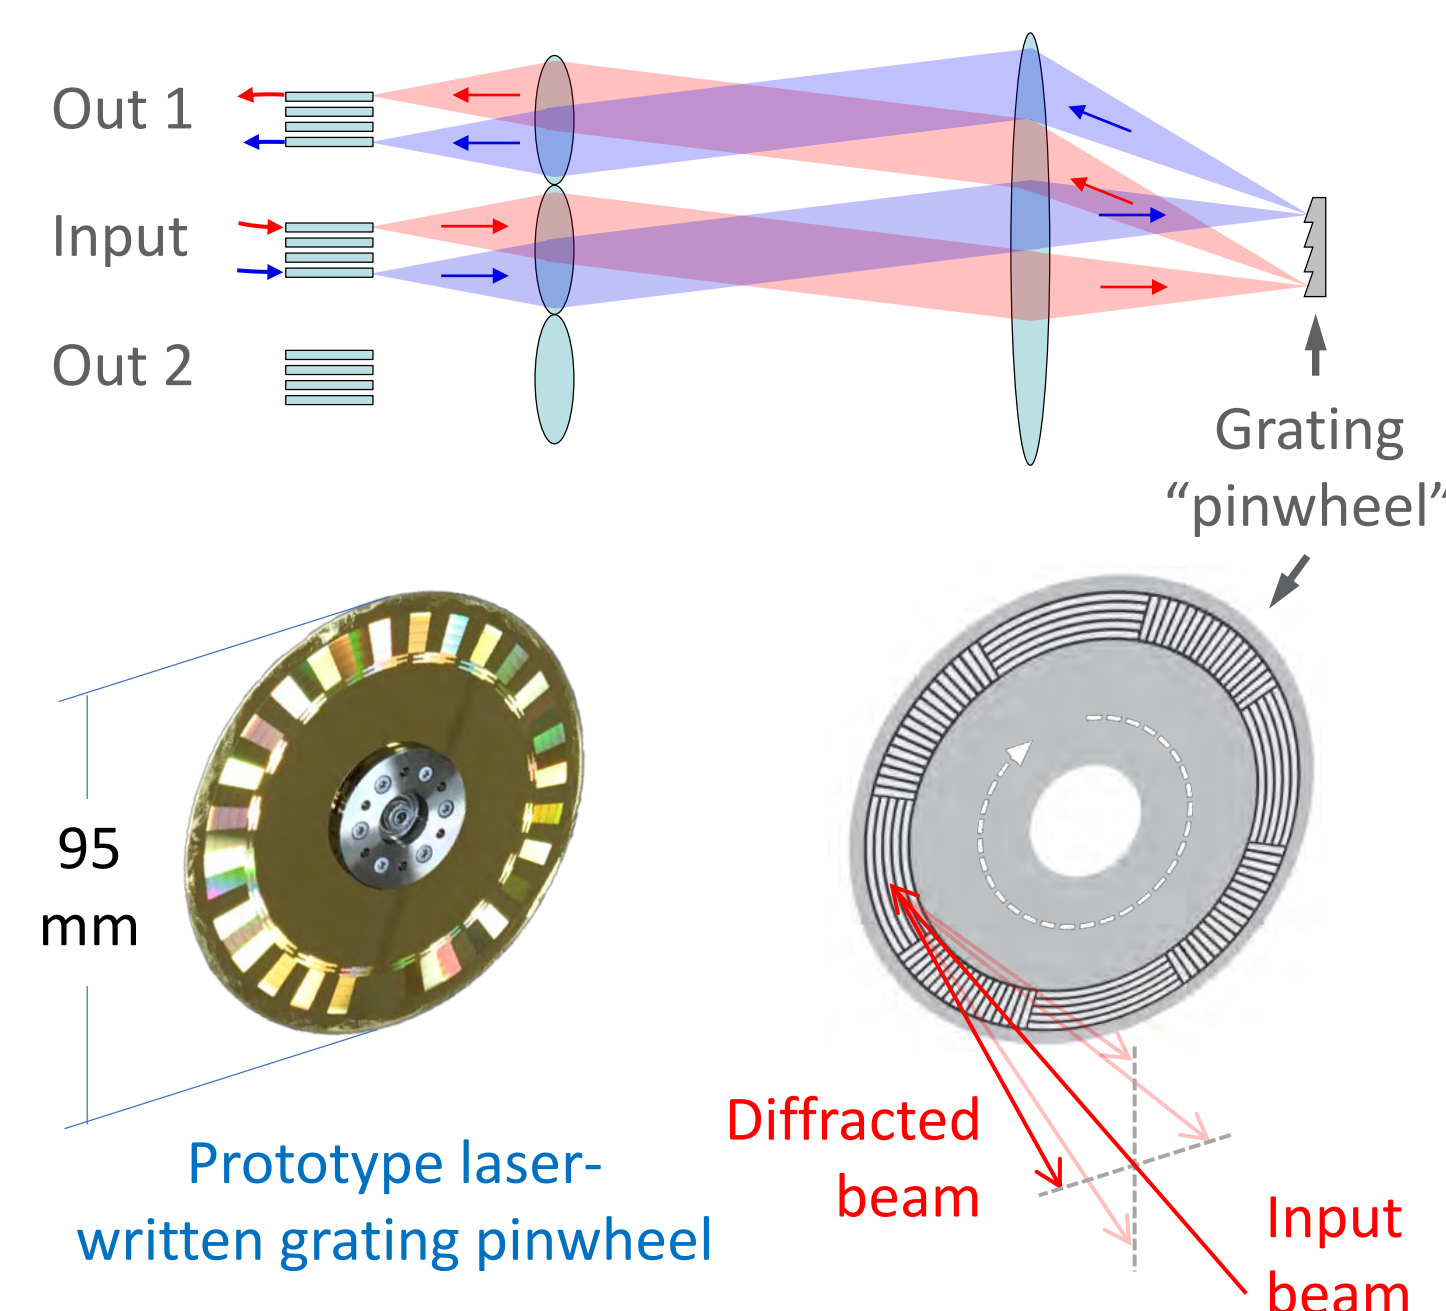 Out 1
Input
Out 2
Grating
“pinwheel”
95
mm
Prototype laser-
written grating pinwheel
Diffracted
beam
Input
beam